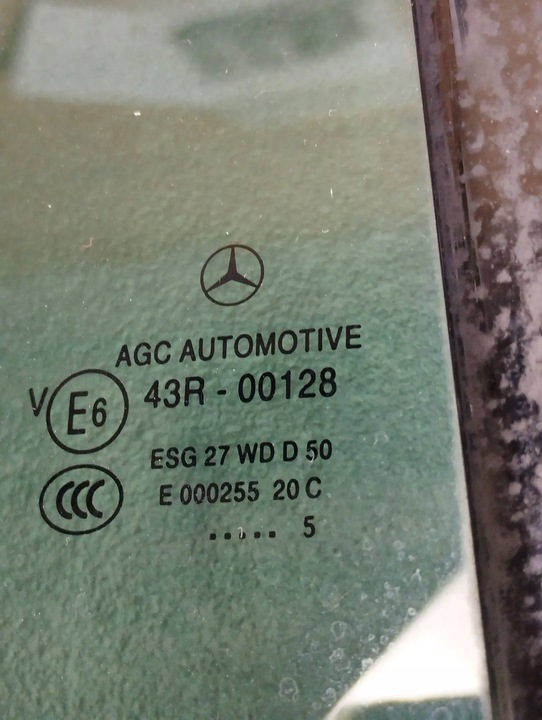 AGC AUTOMOTIVE
V E6 43R - 00128
ESG 27 WD D 50
CCC E 000255 20 C
..... 5